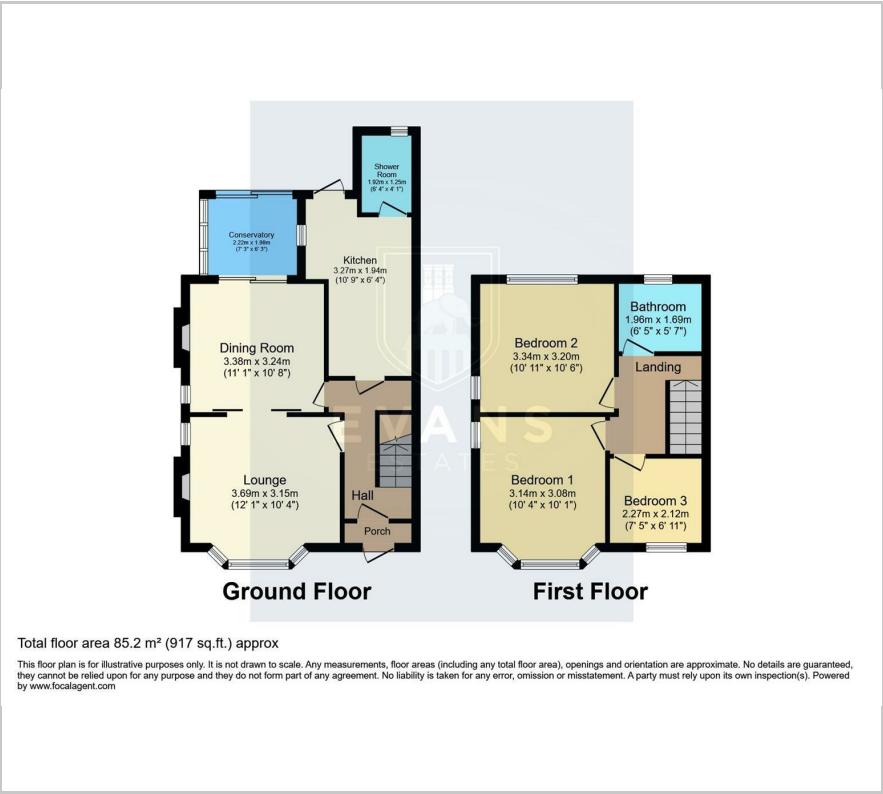 Shower
Room
1.92m x 1.25m
(6' 4" x 4' 1")
Conservatory
2.22m x 1.90m
(7' 3" x 6' 3")
Kitchen
3.27m x 1.94m
(10' 9" x 6' 4")
Dining Room
3.38m x 3.24m
(11' 1" x 10' 8")
Lounge
3.69m x 3.15m
(12' 1" x 10' 4")
Hall
Porch
Ground Floor
Bedroom 2
3.34m x 3.20m
(10' 11" x 10' 6")
Bathroom
1.96m x 1.69m
(6' 5" x 5' 7")
Landing
Bedroom 1
3.14m x 3.08m
(10' 4" x 10' 1")
Bedroom 3
2.27m x 2.12m
(7' 5" x 6' 11")
First Floor
EVANS
ESTATES
Total floor area 85.2 m² (917 sq.ft.) approx
This floor plan is for illustrative purposes only. It is not drawn to scale. Any measurements, floor areas (including any total floor area), openings and orientation are approximate. No details are guaranteed,
they cannot be relied upon for any purpose and they do not form part of any agreement. No liability is taken for any error, omission or misstatement. A party must rely upon its own inspection(s). Powered
by www.focalagent.com